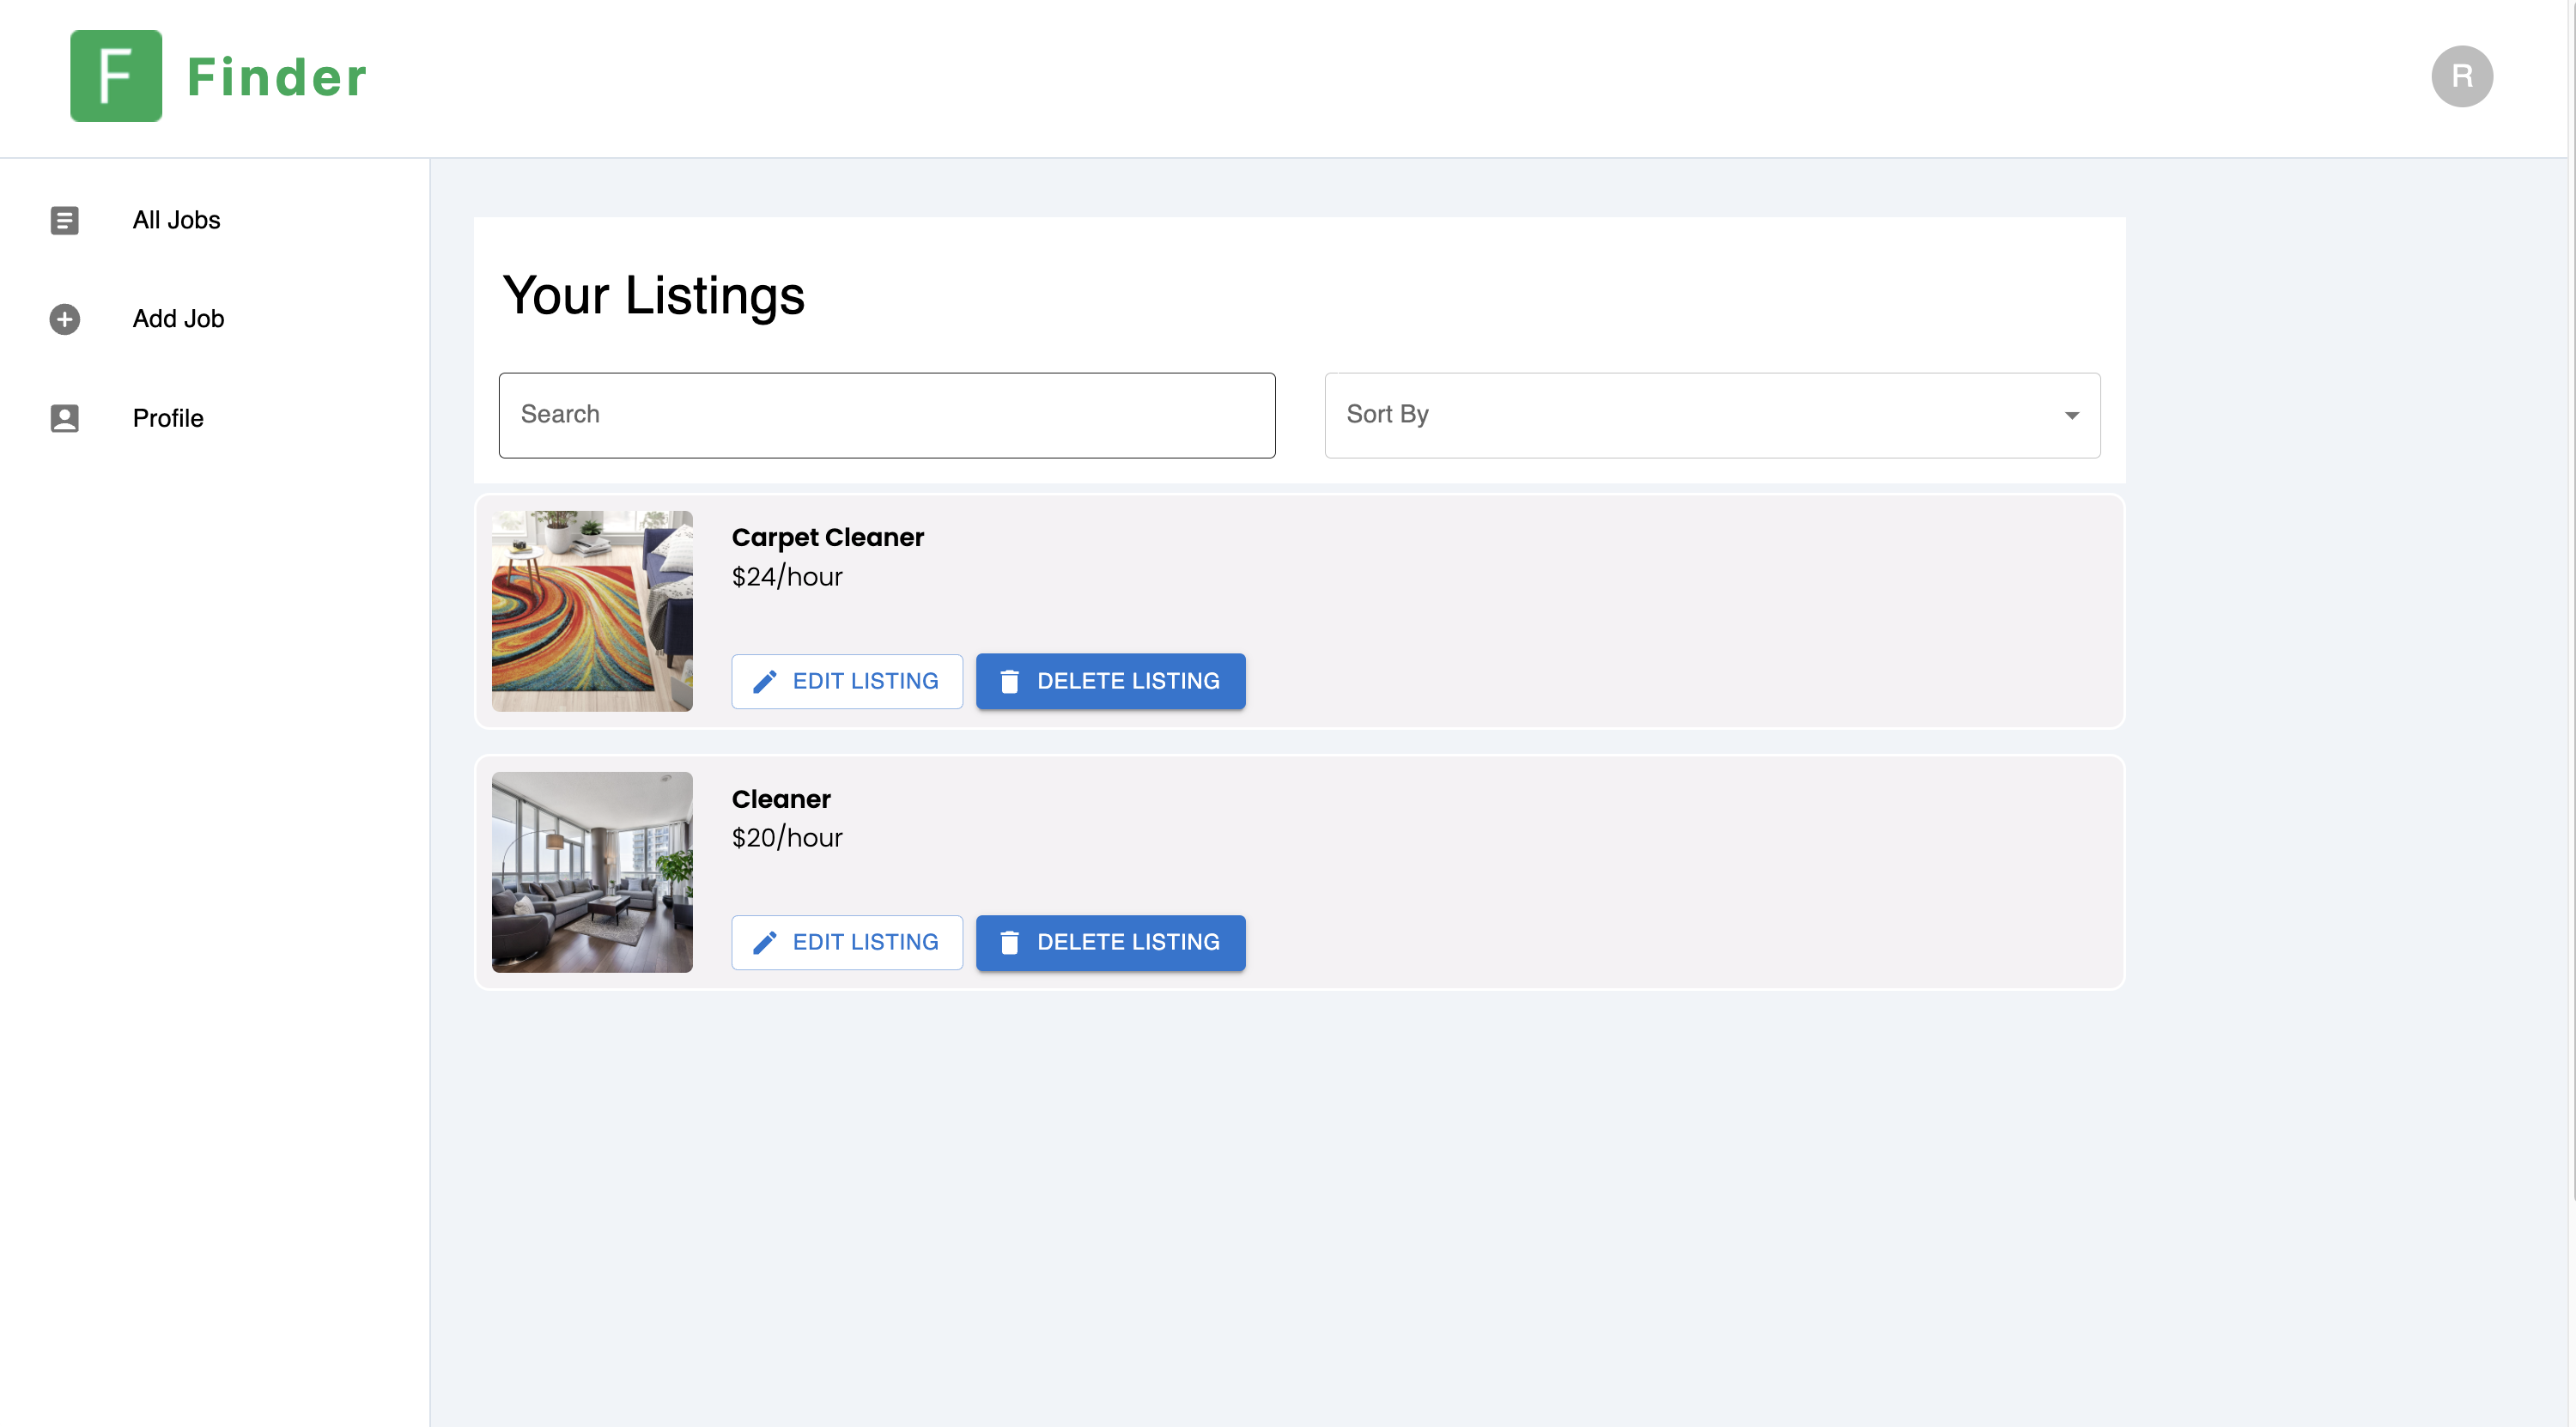 F Finder
R
All Jobs
Add Job
Profile
Your Listings
Search
Sort By
Carpet Cleaner
$24/hour
EDIT LISTING DELETE LISTING
Cleaner
$20/hour
EDIT LISTING DELETE LISTING